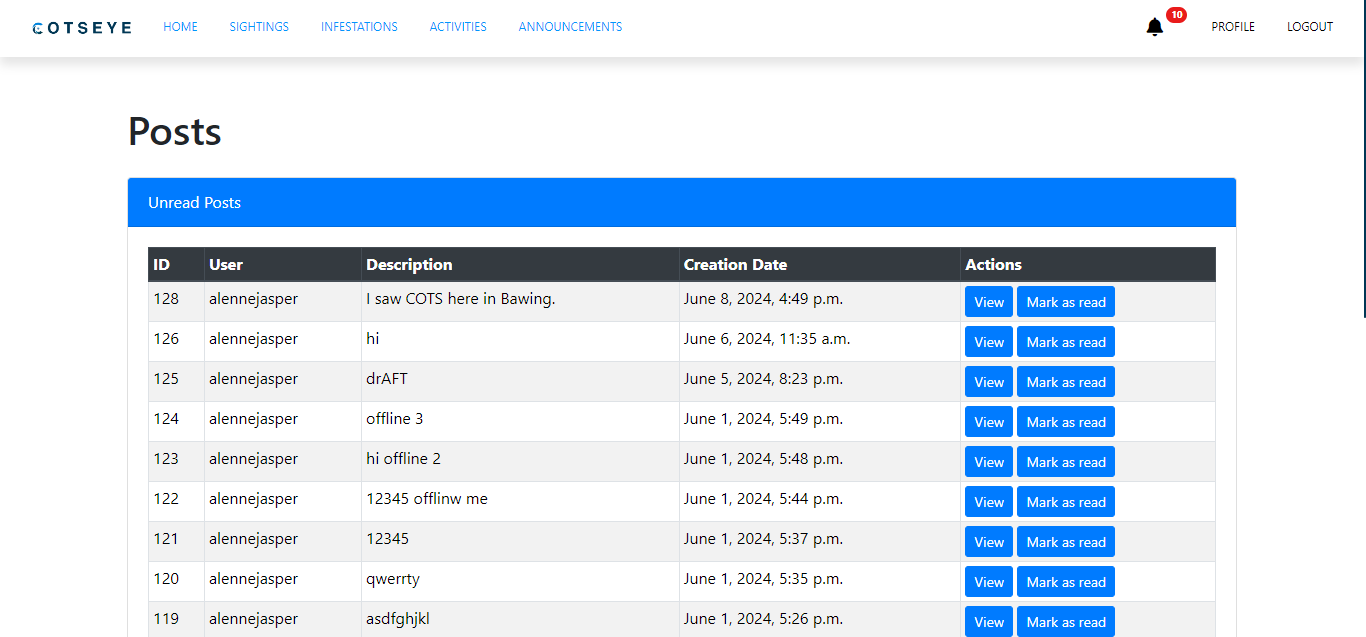 COTSEYE HOME SIGHTINGS INFESTATIONS ACTIVITIES ANNOUNCEMENTS 10 PROFILE LOGOUT
Posts
Unread Posts
ID User Description Creation Date Actions
128 alennejasper I saw COTS here in Bawing. June 8, 2024, 4:49 p.m. View Mark as read
126 alennejasper hi June 6, 2024, 11:35 a.m. View Mark as read
125 alennejasper drAFT June 5, 2024, 8:23 p.m. View Mark as read
124 alennejasper offline 3 June 1, 2024, 5:49 p.m. View Mark as read
123 alennejasper hi offline 2 June 1, 2024, 5:48 p.m. View Mark as read
122 alennejasper 12345 offlinw me June 1, 2024, 5:44 p.m. View Mark as read
121 alennejasper 12345 June 1, 2024, 5:37 p.m. View Mark as read
120 alennejasper qwerrty June 1, 2024, 5:35 p.m. View Mark as read
119 alennejasper asdfghjkl June 1, 2024, 5:26 p.m. View Mark as read